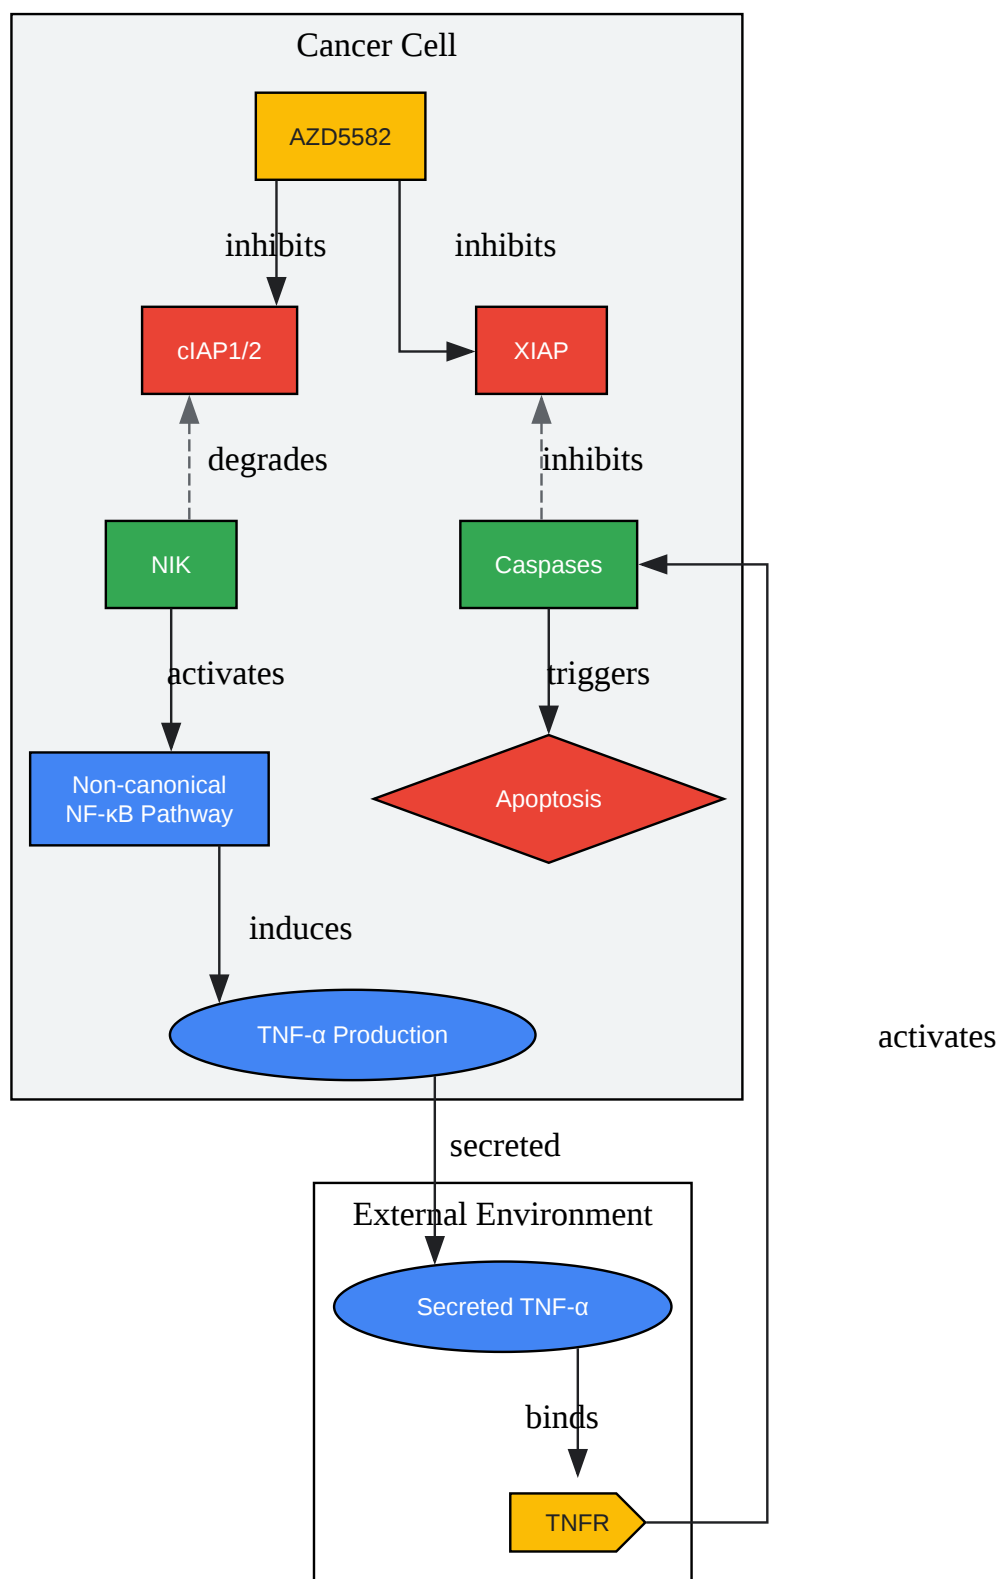 Cancer Cell
AZD5582
inhibits
inhibits
cIAP1/2
XIAP
degrades
inhibits
NIK
Caspases
activates
triggers
Non-canonical
NF-κB Pathway
Apoptosis
induces
TNF-α Production
activates
secreted
External Environment
Secreted TNF-α
binds
TNFR